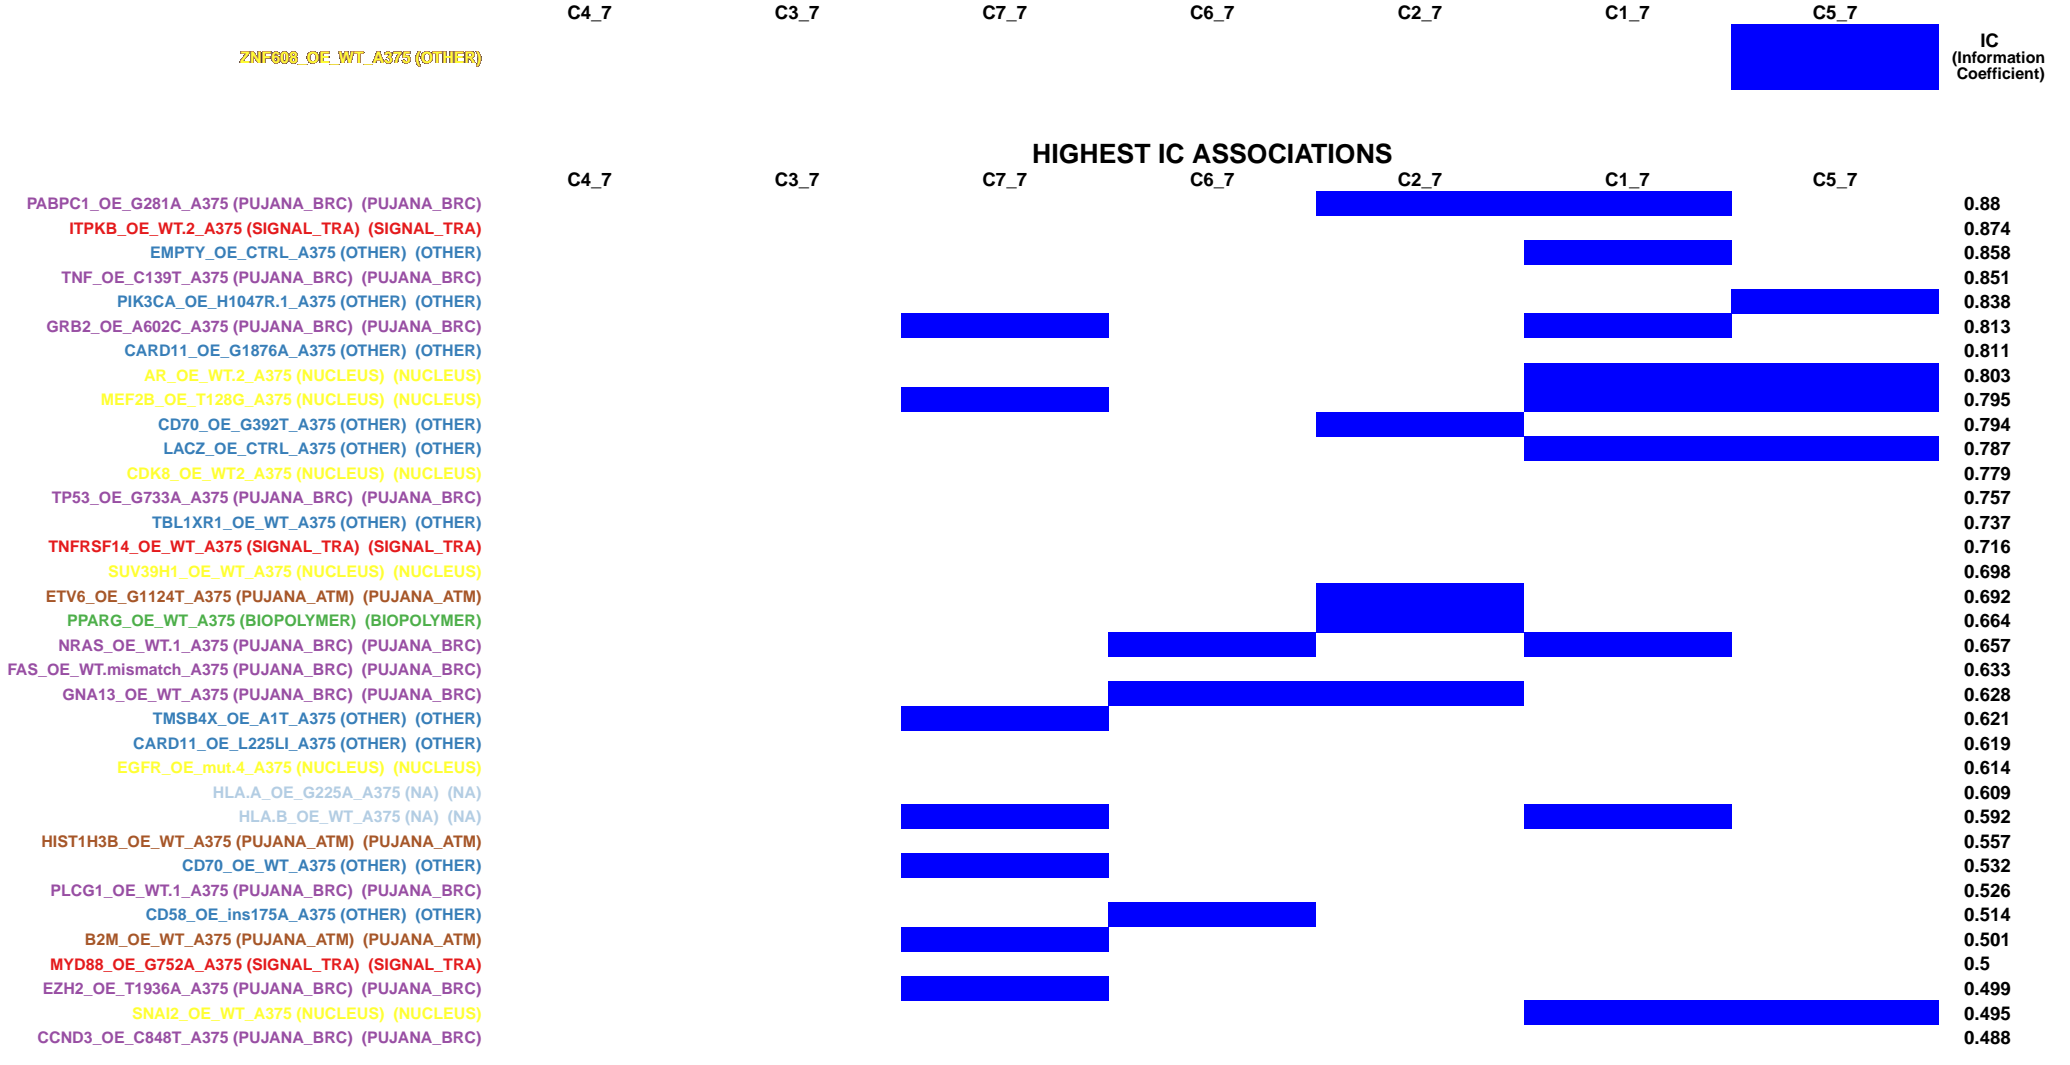 C4_7 C3_7 C7_7 C6_7 C2_7 C1_7 C5_7
ZNF608_OE_WT_A375 (OTHER)
IC
(Information
Coefficient)
HIGHEST IC ASSOCIATIONS
C4_7 C3_7 C7_7 C6_7 C2_7 C1_7 C5_7
PABPC1_OE_G281A_A375 (PUJANA_BRC) (PUJANA_BRC) 0.88
ITPKB_OE_WT.2_A375 (SIGNAL_TRA) (SIGNAL_TRA) 0.874
EMPTY_OE_CTRL_A375 (OTHER) (OTHER) 0.858
TNF_OE_C139T_A375 (PUJANA_BRC) (PUJANA_BRC) 0.851
PIK3CA_OE_H1047R.1_A375 (OTHER) (OTHER) 0.838
GRB2_OE_A602C_A375 (PUJANA_BRC) (PUJANA_BRC) 0.813
CARD11_OE_G1876A_A375 (OTHER) (OTHER) 0.811
AR_OE_WT.2_A375 (NUCLEUS) (NUCLEUS) 0.803
MEF2B_OE_T128G_A375 (NUCLEUS) (NUCLEUS) 0.795
CD70_OE_G392T_A375 (OTHER) (OTHER) 0.794
LACZ_OE_CTRL_A375 (OTHER) (OTHER) 0.787
CDK8_OE_WT2_A375 (NUCLEUS) (NUCLEUS) 0.779
TP53_OE_G733A_A375 (PUJANA_BRC) (PUJANA_BRC) 0.757
TBL1XR1_OE_WT_A375 (OTHER) (OTHER) 0.737
TNFRSF14_OE_WT_A375 (SIGNAL_TRA) (SIGNAL_TRA) 0.716
SUV39H1_OE_WT_A375 (NUCLEUS) (NUCLEUS) 0.698
ETV6_OE_G1124T_A375 (PUJANA_ATM) (PUJANA_ATM) 0.692
PPARG_OE_WT_A375 (BIOPOLYMER) (BIOPOLYMER) 0.664
NRAS_OE_WT.1_A375 (PUJANA_BRC) (PUJANA_BRC) 0.657
FAS_OE_WT.mismatch_A375 (PUJANA_BRC) (PUJANA_BRC) 0.633
GNA13_OE_WT_A375 (PUJANA_BRC) (PUJANA_BRC) 0.628
TMSB4X_OE_A1T_A375 (OTHER) (OTHER) 0.621
CARD11_OE_L225LI_A375 (OTHER) (OTHER) 0.619
EGFR_OE_mut.4_A375 (NUCLEUS) (NUCLEUS) 0.614
HLA.A_OE_G225A_A375 (NA) (NA) 0.609
HLA.B_OE_WT_A375 (NA) (NA) 0.592
HIST1H3B_OE_WT_A375 (PUJANA_ATM) (PUJANA_ATM) 0.557
CD70_OE_WT_A375 (OTHER) (OTHER) 0.532
PLCG1_OE_WT.1_A375 (PUJANA_BRC) (PUJANA_BRC) 0.526
CD58_OE_ins175A_A375 (OTHER) (OTHER) 0.514
B2M_OE_WT_A375 (PUJANA_ATM) (PUJANA_ATM) 0.501
MYD88_OE_G752A_A375 (SIGNAL_TRA) (SIGNAL_TRA) 0.5
EZH2_OE_T1936A_A375 (PUJANA_BRC) (PUJANA_BRC) 0.499
SNAI2_OE_WT_A375 (NUCLEUS) (NUCLEUS) 0.495
CCND3_OE_C848T_A375 (PUJANA_BRC) (PUJANA_BRC) 0.488